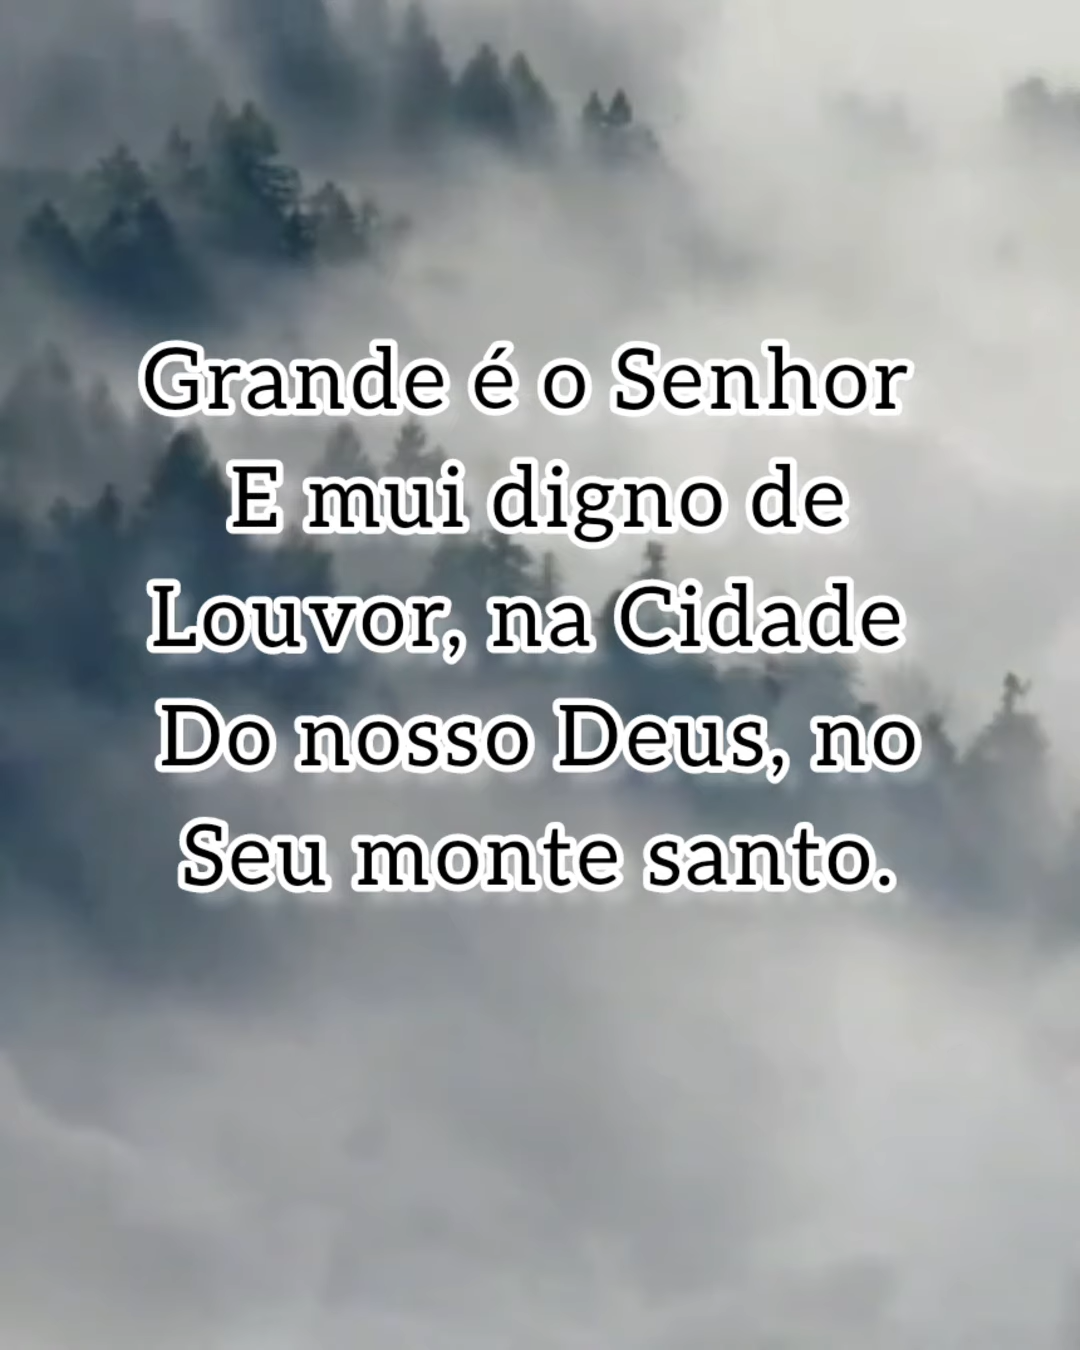 Grande é o Senhor
E mui digno de
Louvor, na Cidade
Do nosso Deus, no
Seu monte santo.